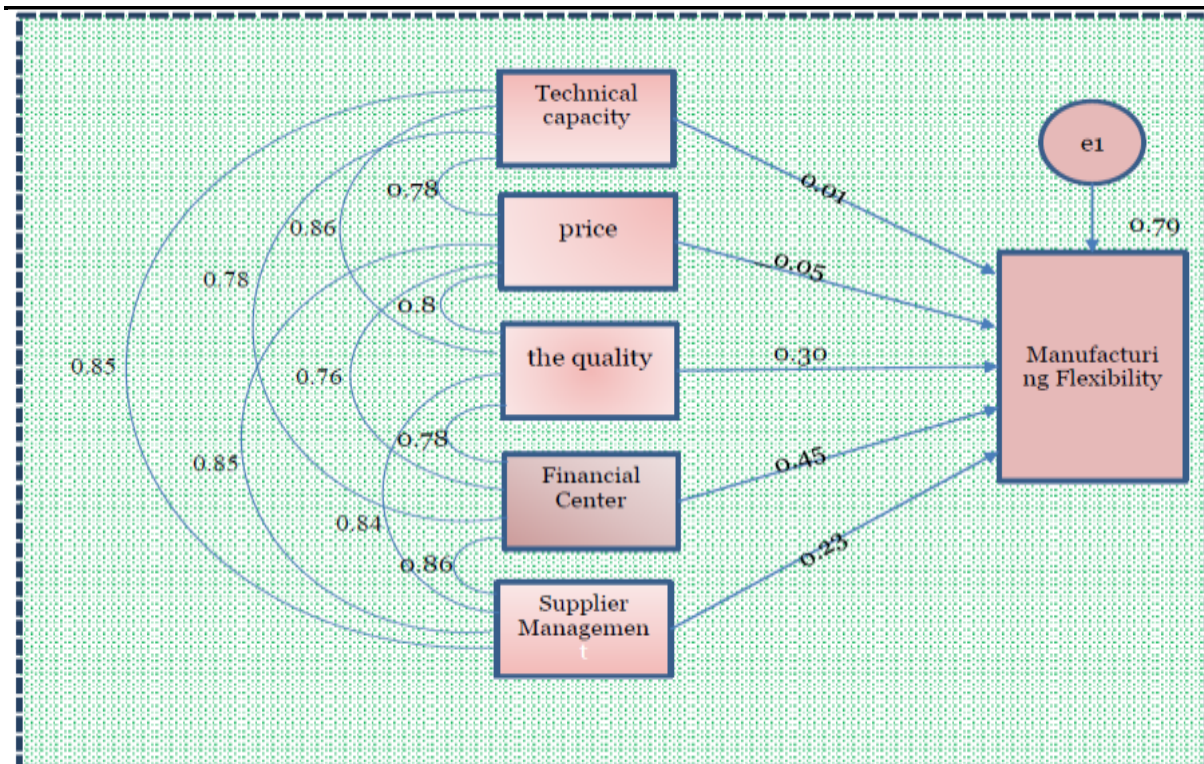 Technical
capacity
e1
0.01
0.78
0.79
0.86
price
0.05
0.78
0.8
the quality
0.30
Manufacturi
ng Flexibility
0.85
0.76
0.78
0.45
0.85
Financial
Center
0.84
0.23
0.86
Supplier
Managemen
t